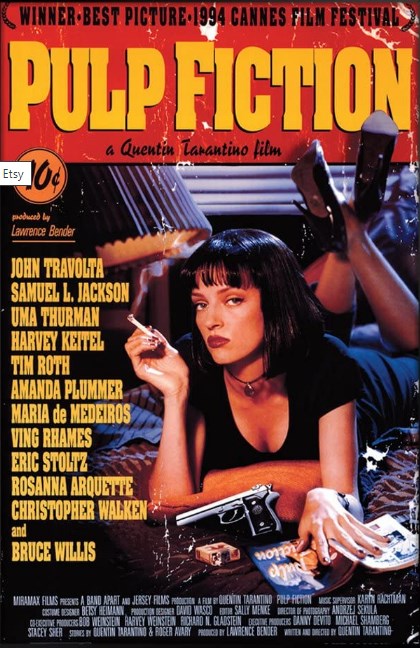 WINNER·BEST PICTURE·1994 CANNES FILM FESTIVAL
PULP FICTION
a Quentin Tarantino film
10¢
Etsy
produced by
Lawrence Bender
JOHN TRAVOLTA
SAMUEL L. JACKSON
UMA THURMAN
HARVEY KEITEL
TIM ROTH
AMANDA PLUMMER
MARIA de MEDEIROS
VING RHAMES
ERIC STOLTZ
ROSANNA ARQUETTE
CHRISTOPHER WALKEN
and
BRUCE WILLIS
Pulp
Fiction
MIRAMAX FILMS PRESENTS A BAND APART AND JERSEY FILMS PRODUCTION A FILM BY QUENTIN TARANTINO PULP FICTION MUSIC SUPERVISOR KARYN RACHTMAN
COSTUME DESIGNER BETSY HEIMANN PRODUCTION DESIGNER DAVID WASCO EDITOR SALLY MENKE DIRECTOR OF PHOTOGRAPHY ANDRZEJ SEKULA
CO-EXECUTIVE PRODUCERS BOB WEINSTEIN HARVEY WEINSTEIN RICHARD N. GLADSTEIN EXECUTIVE PRODUCERS DANNY DEVITO MICHAEL SHAMBERG
STACEY SHER STORIES BY QUENTIN TARANTINO & ROGER AVARY PRODUCED BY LAWRENCE BENDER WRITTEN AND DIRECTED BY QUENTIN TARANTINO